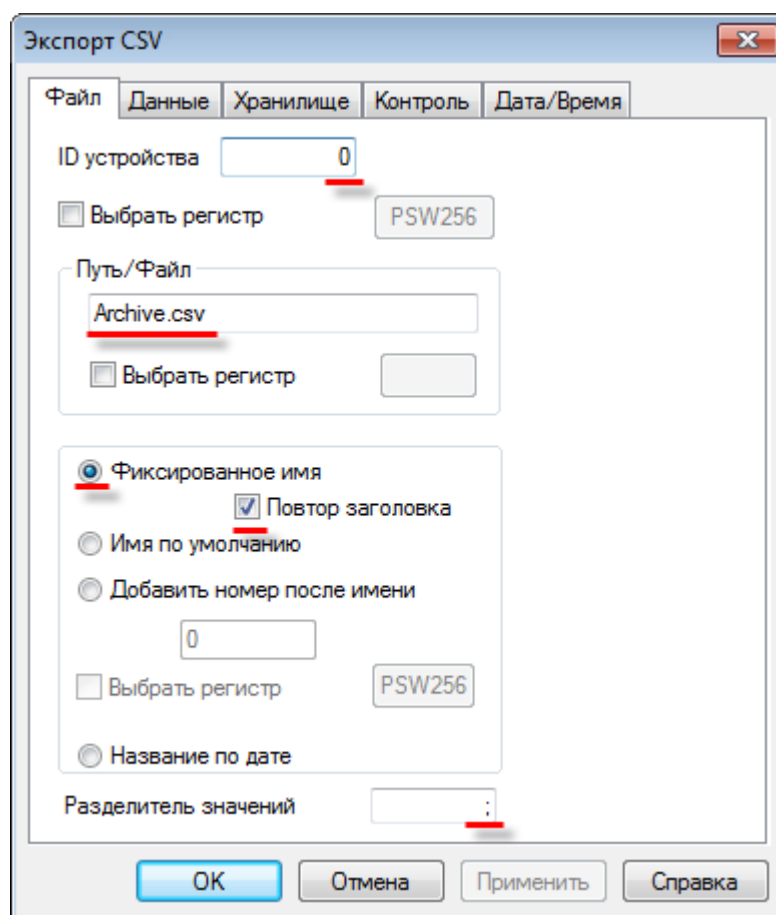 Экспорт CSV
Файл Данные Хранилище Контроль Дата/Время
ID устройства 0
Выбрать регистр PSW256
Путь/Файл
Archive.csv
Выбрать регистр
Фиксированное имя
Повтор заголовка
Имя по умолчанию
Добавить номер после имени
0
Выбрать регистр PSW256
Название по дате
Разделитель значений ;
OK Отмена Применить Справка